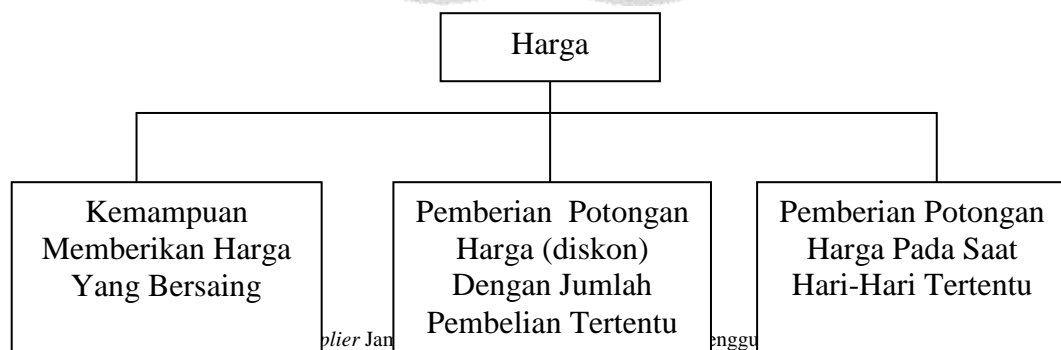 Harga
Kemampuan
Memberikan Harga
Yang Bersaing
Pemberian Potongan
Harga (diskon)
Dengan Jumlah
Pembelian Tertentu
Pemberian Potongan
Harga Pada Saat
Hari-Hari Tertentu